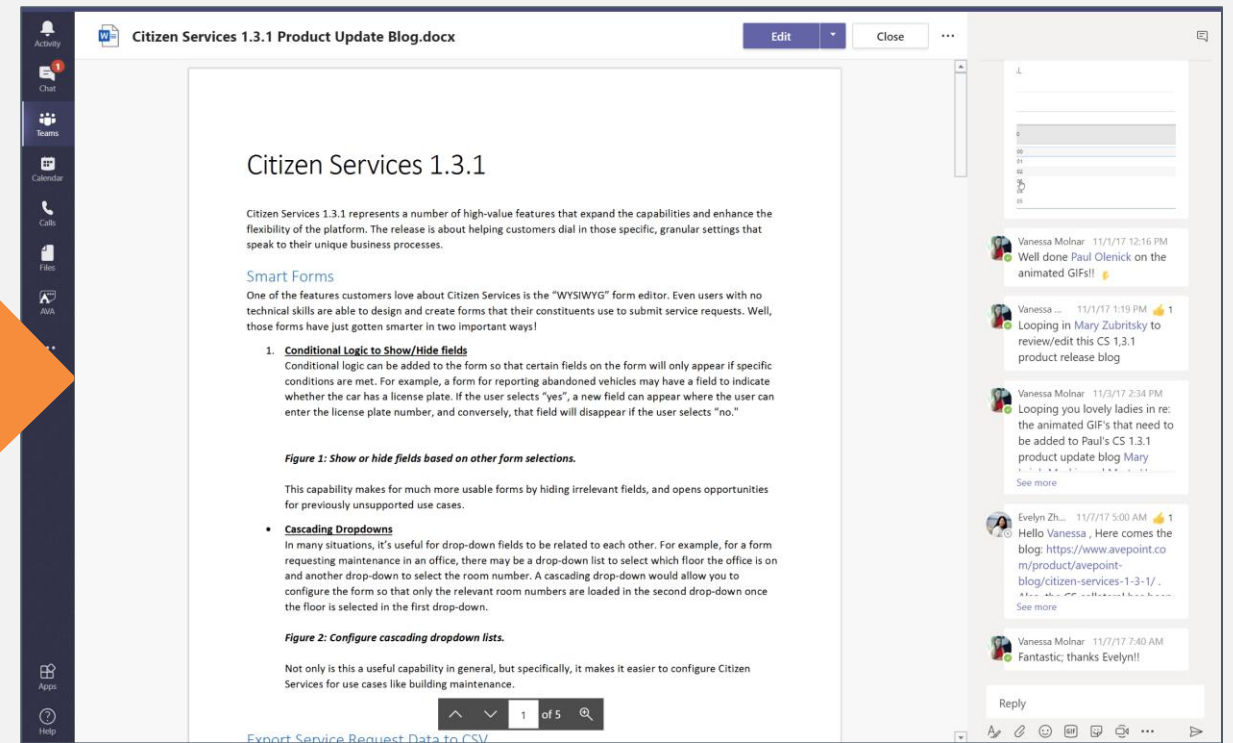 Activity
Chat
1
Teams
Calendar
Calls
Files
AVA
Apps
Help
Citizen Services 1.3.1 Product Update Blog.docx
Edit
Close
Citizen Services 1.3.1
Citizen Services 1.3.1 represents a number of high-value features that expand the capabilities and enhance the
flexibility of the platform. The release is about helping customers dial in those specific, granular settings that
speak to their unique business processes.
Smart Forms
One of the features customers love about Citizen Services is the “WYSIWYG” form editor. Even users with no
technical skills are able to design and create forms that their constituents use to submit service requests. Well,
those forms have just gotten smarter in two important ways!
1. Conditional Logic to Show/Hide fields
Conditional logic can be added to the form so that certain fields on the form will only appear if specific
conditions are met. For example, a form for reporting abandoned vehicles may have a field to indicate
whether the car has a license plate. If the user selects “yes”, a new field can appear where the user can
enter the license plate number, and conversely, that field will disappear if the user selects “no."
Figure 1: Show or hide fields based on other form selections.
This capability makes for much more usable forms by hiding irrelevant fields, and opens opportunities
for previously unsupported use cases.
• Cascading Dropdowns
In many situations, it’s useful for drop-down fields to be related to each other. For example, for a form
requesting maintenance in an office, there may be a drop-down list to select which floor the office is on
and another drop-down to select the room number. A cascading drop-down would allow you to
configure the form so that only the relevant room numbers are loaded in the second drop-down once
the floor is selected in the first drop-down.
Figure 2: Configure cascading dropdown lists.
Not only is this a useful capability in general, but specifically, it makes it easier to configure Citizen
Services for use cases like building maintenance.
1 of 5
Export Service Request Data to CSV
Vanessa Molnar 11/1/17 12:16 PM
Well done Paul Olenick on the
animated GIFs!!
Vanessa ... 11/1/17 1:19 PM 1
Looping in Mary Zubritsky to
review/edit this CS 1,3.1
product release blog
Vanessa Molnar 11/3/17 2:34 PM
Looping you lovely ladies in re:
the animated GIF's that need to
be added to Paul's CS 1.3.1
product update blog Mary
See more
Evelyn Zh... 11/7/17 5:00 AM 1
Hello Vanessa , Here comes the
blog: https://www.avepoint.co
m/product/avepoint-
blog/citizen-services-1-3-1/ .
See more
Vanessa Molnar 11/7/17 7:40 AM
Fantastic; thanks Evelyn!!
Reply
GIF